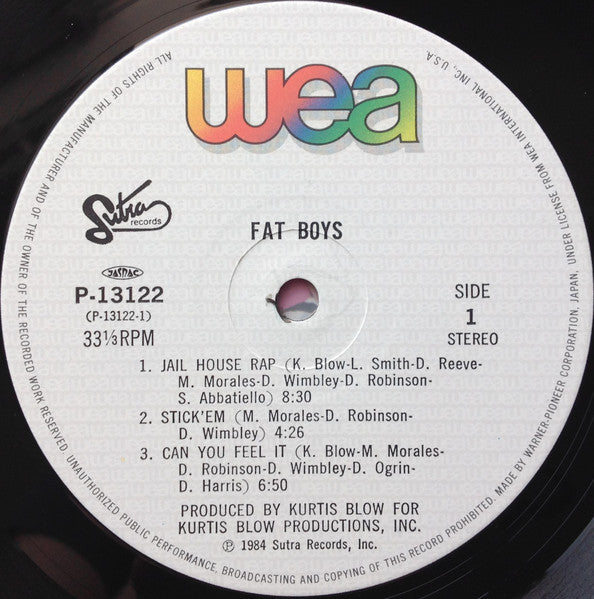 wea
Sutra
records
FAT BOYS
JASRAC
P-13122
(P-13122-1)
33⅓RPM
SIDE
1
STEREO
1. JAIL HOUSE RAP (K. Blow-L. Smith-D. Reeve-
M. Morales-D. Wimbley-D. Robinson-
S. Abbatiello) 8:30
2. STICK'EM (M. Morales-D. Robinson-
D. Wimbley) 4:26
3. CAN YOU FEEL IT (K. Blow-M. Morales-
D. Robinson-D. Wimbley-D. Ogrin-
D. Harris) 6:50
PRODUCED BY KURTIS BLOW FOR
KURTIS BLOW PRODUCTIONS, INC.
Ⓟ 1984 Sutra Records, Inc.
ALL RIGHTS OF THE MANUFACTURER AND OF THE OWNER OF THE RECORDED WORK RESERVED. UNAUTHORIZED PUBLIC PERFORMANCE, BROADCASTING AND COPYING OF THIS RECORD PROHIBITED. MADE BY WARNER-PIONEER CORPORATION, JAPAN, UNDER LICENSE FROM WEA INTERNATIONAL INC., U.S.A.